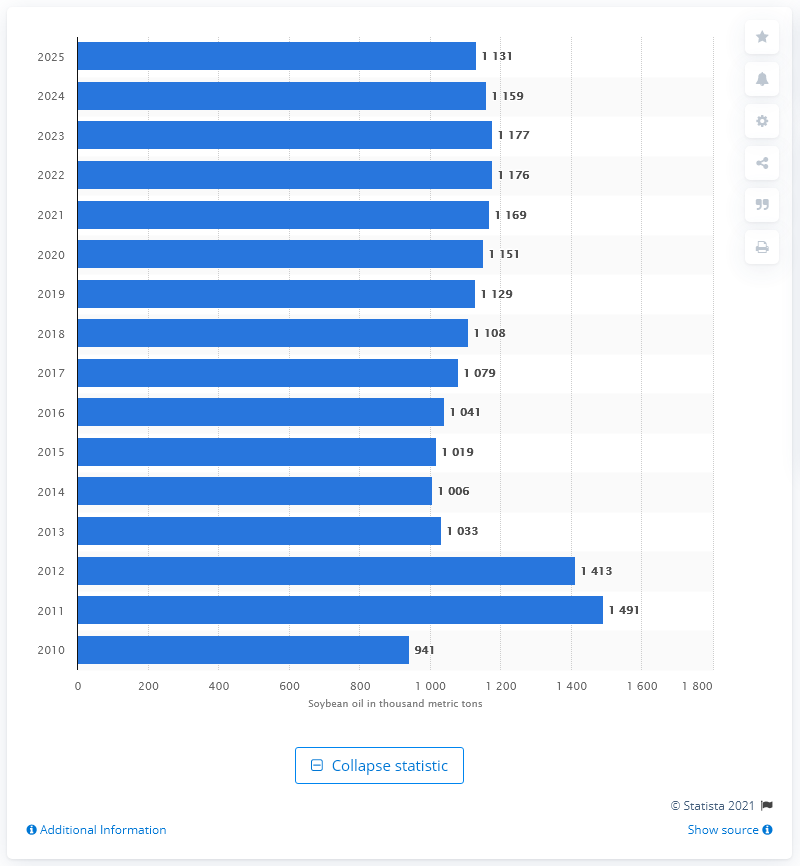 2025 1 131
2024 1 159
2023 1 177
2022 1 176
2021 1 169
2020 1 151
2019 1 129
2018 1 108
2017 1 079
2016 1 041
2015 1 019
2014 1 006
2013 1 033
2012 1 413
2011 1 491
2010 941
0 200 400 600 800 1 000 1 200 1 400 1 600 1 800
Soybean oil in thousand metric tons
Collapse statistic
© Statista 2021
Additional Information Show source